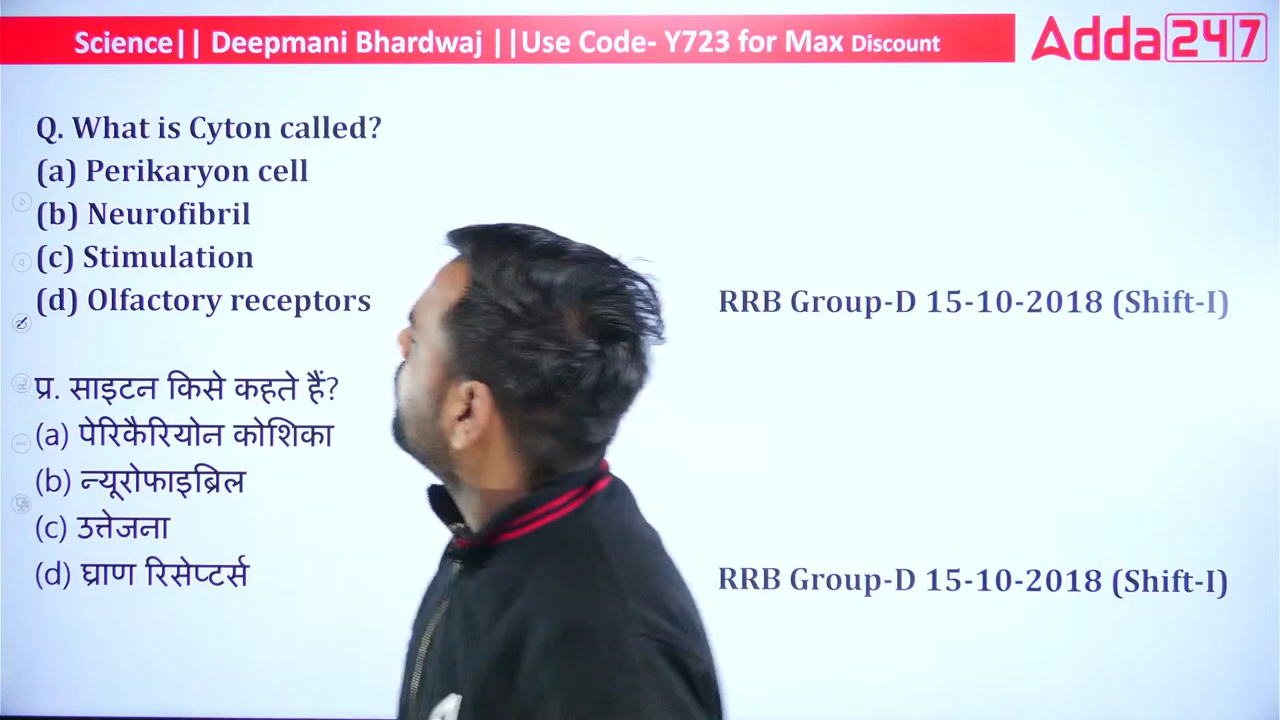 Science|| Deepmani Bhardwaj ||Use Code- Y723 for Max Discount
Adda247
Q. What is Cyton called?
(a) Perikaryon cell
(b) Neurofibril
(c) Stimulation
(d) Olfactory receptors
RRB Group-D 15-10-2018 (Shift-I)
प्र. साइटन किसे कहते हैं?
(a) पेरिकैरियोन कोशिका
(b) न्यूरोफाइब्रिल
(c) उत्तेजना
(d) घ्राण रिसेप्टर्स
RRB Group-D 15-10-2018 (Shift-I)